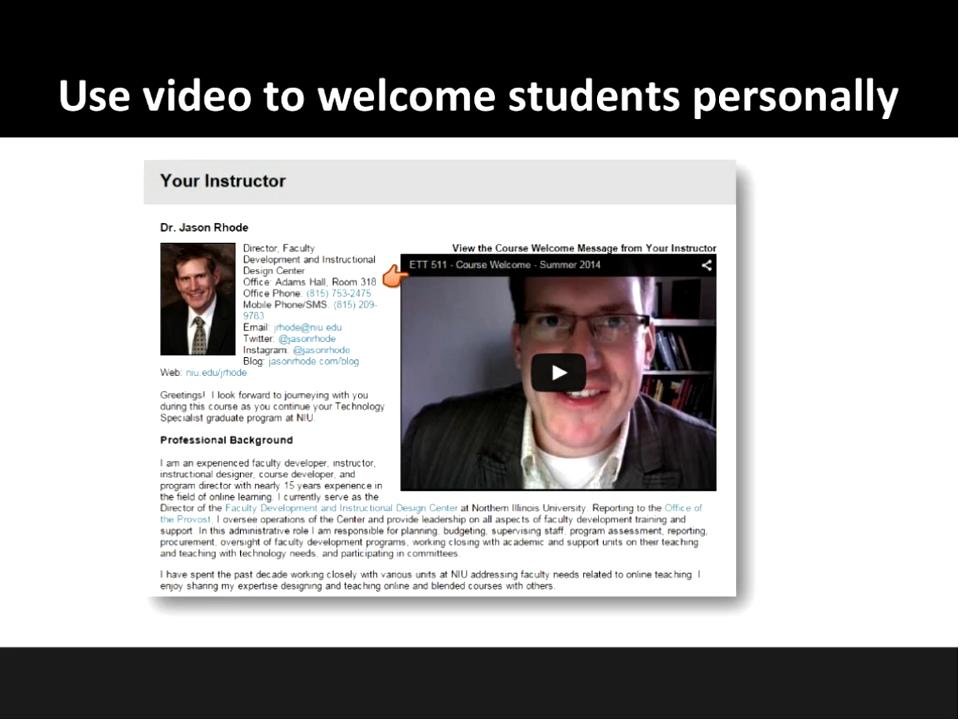 Use video to welcome students personally
Your Instructor
Dr. Jason Rhode
Director, Faculty
Development and Instructional
Design Center
Office: Adams Hall, Room 318
Office Phone: (815) 753-2475
Mobile Phone/SMS: (815) 209-
9783
Email: jrhode@niu.edu
Twitter: @jasonrhode
Instagram: @jasonrhode
Blog: jasonrhode.com/blog
Web: niu.edu/jrhode
View the Course Welcome Message from Your Instructor
ETT 511 - Course Welcome - Summer 2014
Greetings! I look forward to journeying with you
during this course as you continue your Technology
Specialist graduate program at NIU.
Professional Background
I am an experienced faculty developer, instructor,
instructional designer, course developer, and
program director with nearly 15 years experience in
the field of online learning. I currently serve as the
Director of the Faculty Development and Instructional Design Center at Northern Illinois University. Reporting to the Office of
the Provost, I oversee operations of the Center and provide leadership on all aspects of faculty development training and
support. In this administrative role I am responsible for planning, budgeting, supervising staff, program assessment, reporting,
procurement, oversight of faculty development programs, working closing with academic and support units on their teaching
and teaching with technology needs, and participating in committees.
I have spent the past decade working closely with various units at NIU addressing faculty needs related to online teaching. I
enjoy sharing my expertise designing and teaching online and blended courses with others.